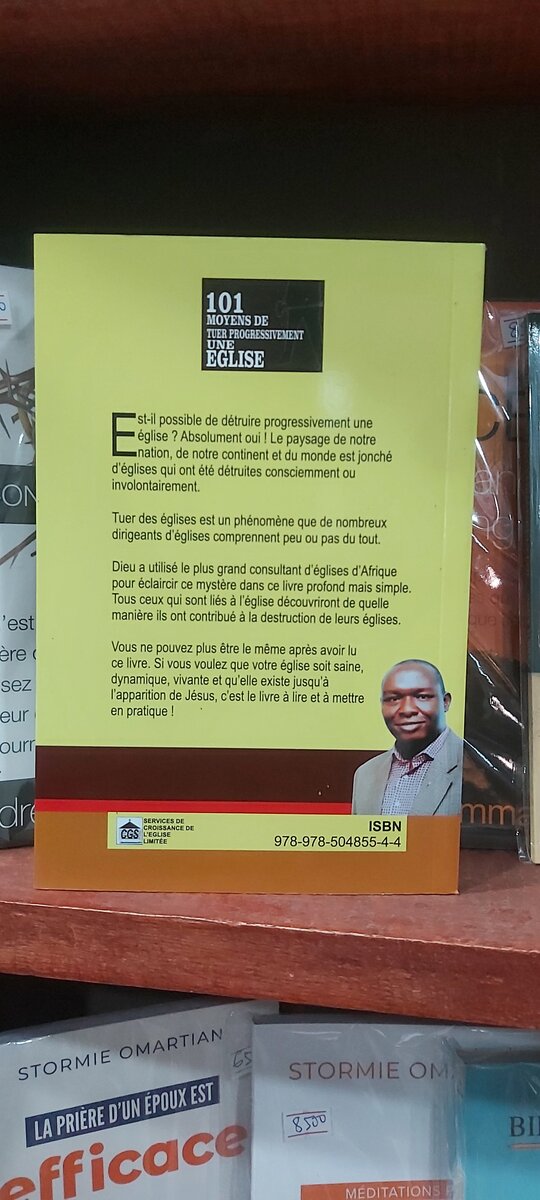 101
MOYENS DE
TUER PROGRESSIVEMENT
UNE
EGLISE
Est-il possible de détruire progressivement une
église ? Absolument oui ! Le paysage de notre
nation, de notre continent et du monde est jonché
d'églises qui ont été détruites consciemment ou
involontairement.
Tuer des églises est un phénomène que de nombreux
dirigeants d'églises comprennent peu ou pas du tout.
Dieu a utilisé le plus grand consultant d'églises d'Afrique
pour éclaircir ce mystère dans ce livre profond mais simple.
Tous ceux qui sont liés à l'église découvriront de quelle
manière ils ont contribué à la destruction de leurs églises.
Vous ne pouvez plus être le même après avoir lu
ce livre. Si vous voulez que votre église soit saine,
dynamique, vivante et qu'elle existe jusqu'à
l'apparition de Jésus, c'est le livre à lire et à mettre
en pratique !
CGS
SERVICES DE
CROISSANCE DE
L'EGLISE
LIMITÉE
ISBN
978-978-504855-4-4
STORMIE OMARTIAN
LA PRIÈRE D'UN ÉPOUX EST
efficace
STORMIE OM
8500
MÉDITATIONS
BI